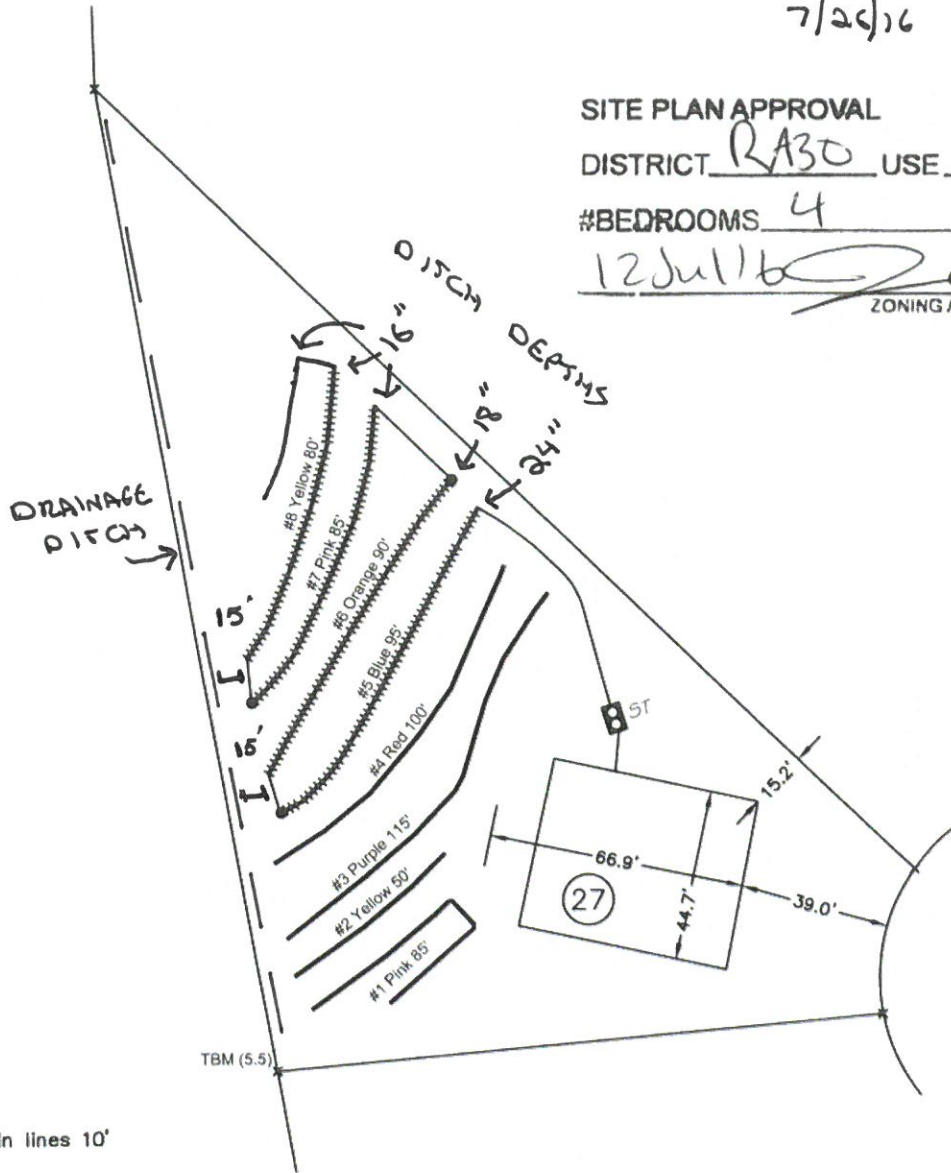 7/26/16
SITE PLAN APPROVAL
DISTRICT RA30 USE
#BEDROOMS 4
12Jul16
ZONING
DITCH DEPTHS
16"
18"
24"
DRAINAGE
DITCH
#8 Yellow 80'
#7 Pink 85'
#6 Orange 90'
#5 Blue 95'
15'
15'
ST
#4 Red 100'
#3 Purple 115'
#2 Yellow 50'
#1 Pink 85'
15.2'
66.9'
44.7'
39.0'
27
TBM (5.5)
lines 10'